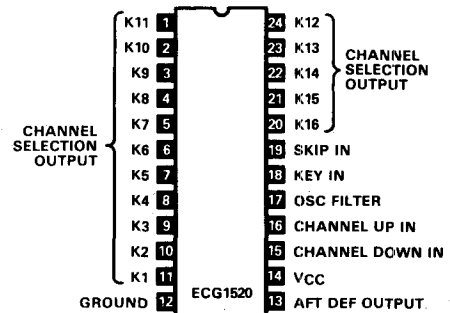 K11 1
K10 2
K9 3
K8 4
K7 5
K6 6
K5 7
K4 8
K3 9
K2 10
K1 11
GROUND 12
CHANNEL
SELECTION
OUTPUT
24 K12
23 K13
22 K14
21 K15
20 K16
CHANNEL
SELECTION
OUTPUT
19 SKIP IN
18 KEY IN
17 OSC FILTER
16 CHANNEL UP IN
15 CHANNEL DOWN IN
14 VCC
13 AFT DEF OUTPUT
ECG1520